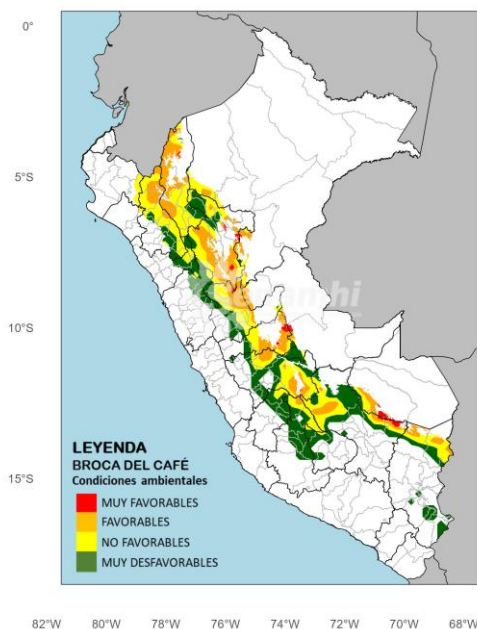 0°
5°S
10°S
15°S
LEYENDA
BROCA DEL CAFÉ
Condiciones ambientales
MUY FAVORABLES
FAVORABLES
NO FAVORABLES
MUY DESFAVORABLES
82°W 80°W 78°W 76°W 74°W 72°W 70°W 68°W